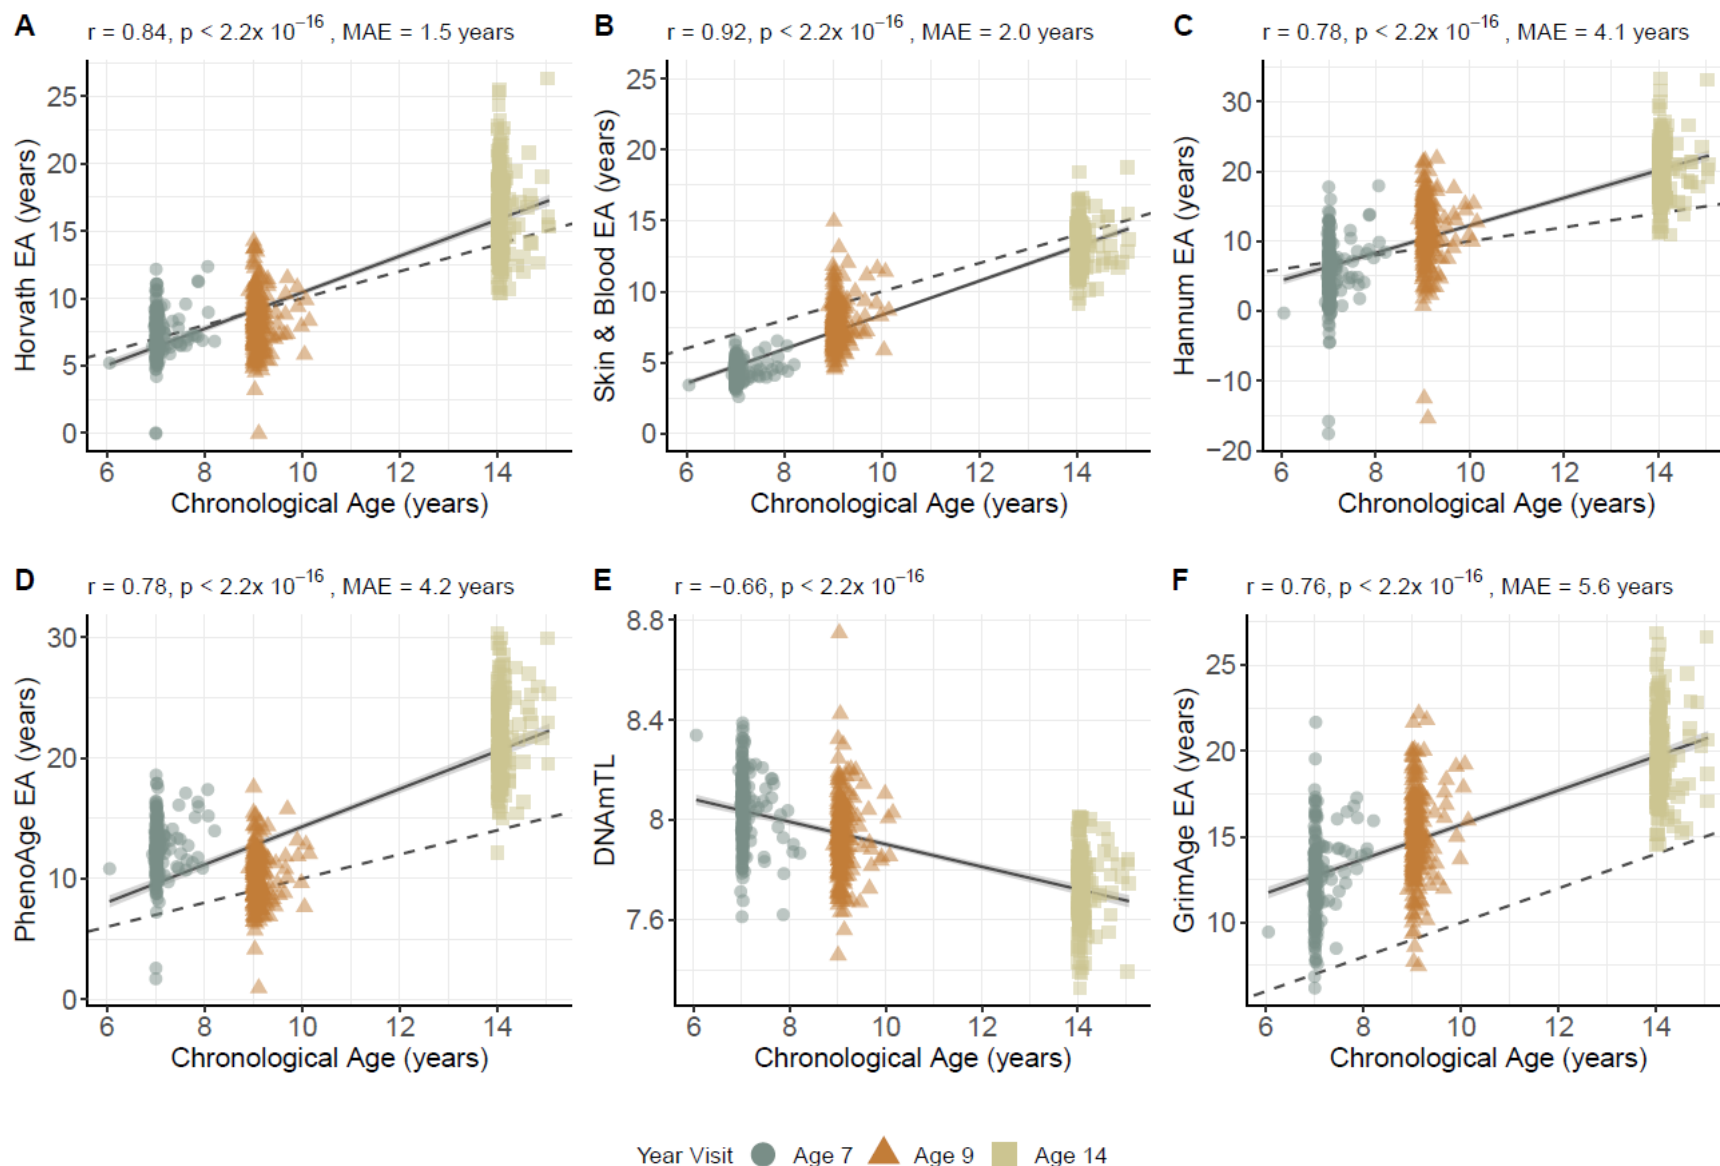 A r = 0.84, p < 2.2x 10⁻¹⁶ , MAE = 1.5 years
Horvath EA (years)
25
20
15
10
5
0
6 8 10 12 14
Chronological Age (years)
B r = 0.92, p < 2.2x 10⁻¹⁶ , MAE = 2.0 years
Skin & Blood EA (years)
25
20
15
10
5
0
6 8 10 12 14
Chronological Age (years)
C r = 0.78, p < 2.2x 10⁻¹⁶ , MAE = 4.1 years
Hannum EA (years)
30
20
10
0
−10
−20
6 8 10 12 14
Chronological Age (years)
D r = 0.78, p < 2.2x 10⁻¹⁶ , MAE = 4.2 years
PhenoAge EA (years)
30
20
10
0
6 8 10 12 14
Chronological Age (years)
E r = −0.66, p < 2.2x 10⁻¹⁶
DNAmTL
8.8
8.4
8
7.6
6 8 10 12 14
Chronological Age (years)
F r = 0.76, p < 2.2x 10⁻¹⁶ , MAE = 5.6 years
GrimAge EA (years)
25
20
15
10
6 8 10 12 14
Chronological Age (years)
Year Visit Age 7 Age 9 Age 14